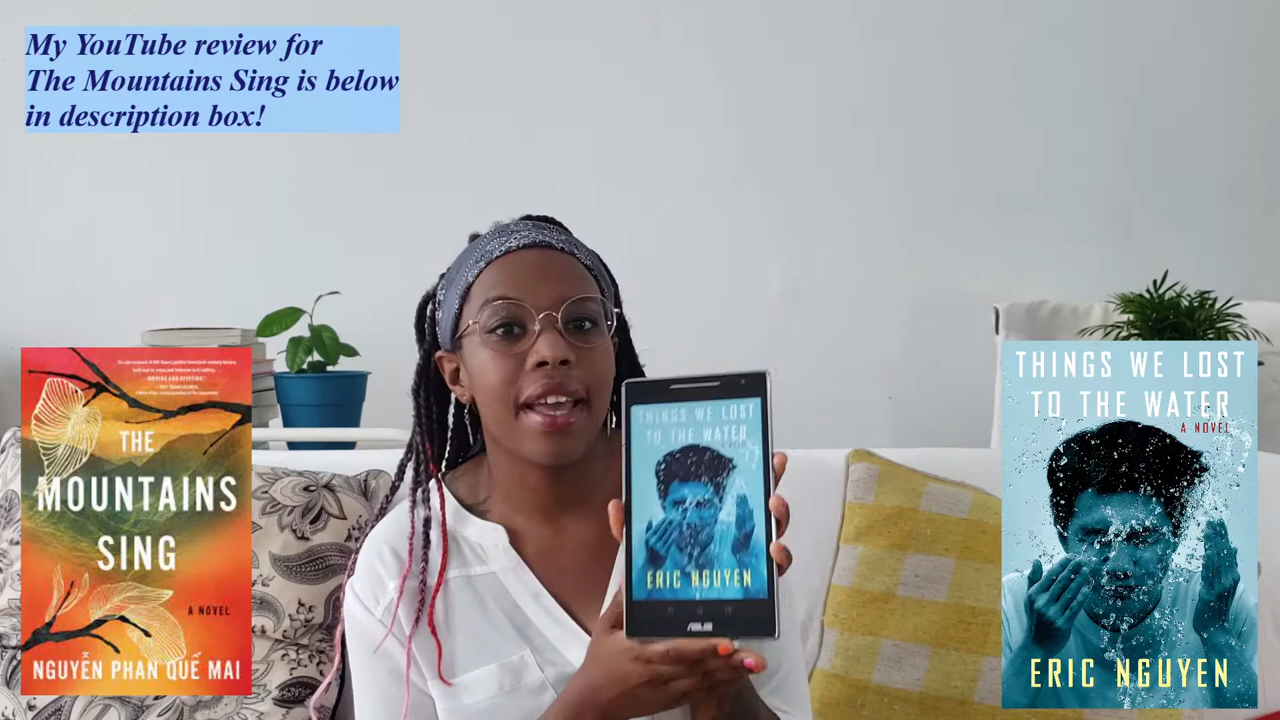 My YouTube review for
The Mountains Sing is below
in description box!
THE
MOUNTAINS
SING
A NOVEL
NGUYỄN PHAN QUẾ MAI
THINGS WE LOST
TO THE WATER
ERIC NGUYEN
ASUS
THINGS WE LOST
TO THE WATER
A NOVEL
ERIC NGUYEN